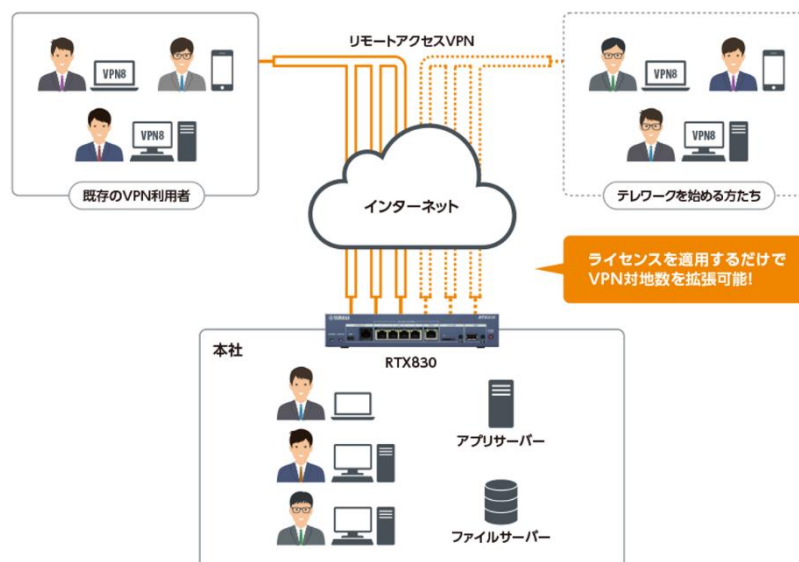 リモートアクセスVPN
VPN8
VPN8
既存のVPN利用者
VPN8
VPN8
テレワークを始める方たち
インターネット
ライセンスを適用するだけで
VPN対地数を拡張可能!
YAMAHA
本社
RTX830
アプリサーバー
ファイルサーバー